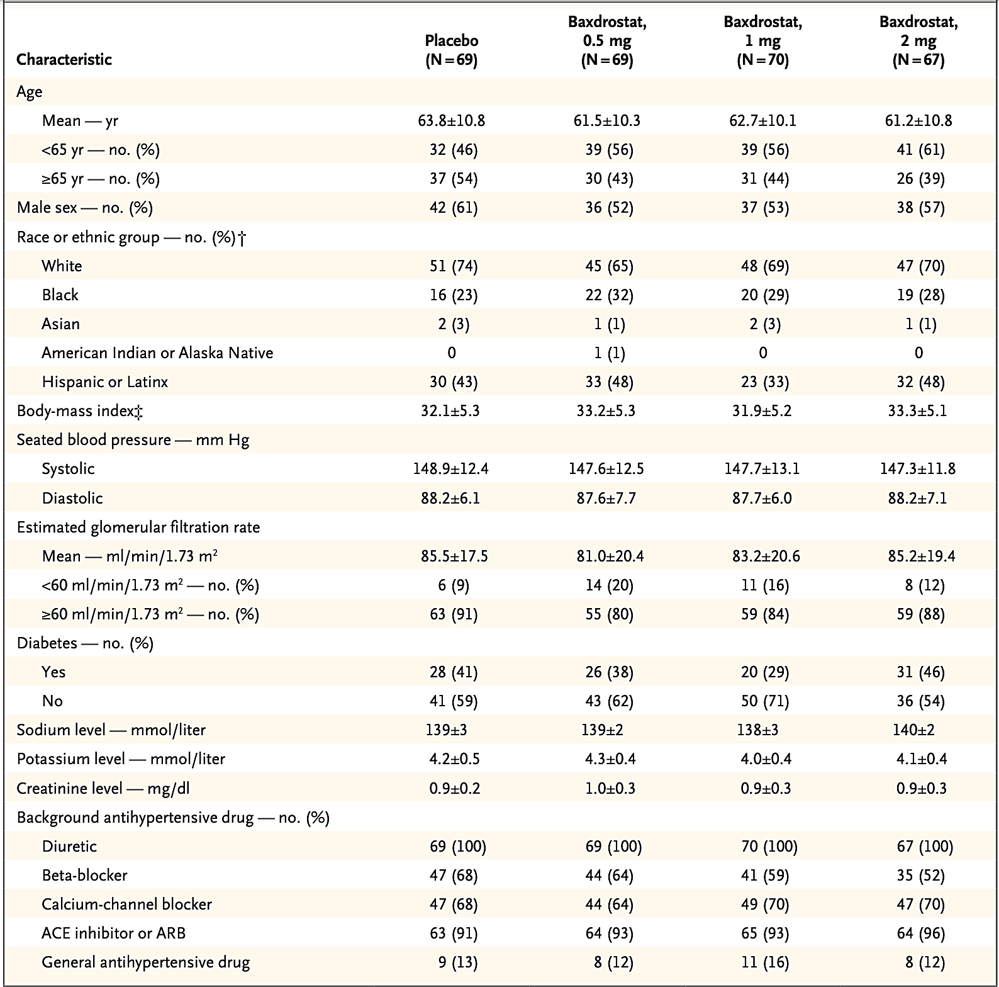 Characteristic Placebo (N=69) Baxdrostat, 0.5 mg (N=69) Baxdrostat, 1 mg (N=70) Baxdrostat, 2 mg (N=67)
Age
Mean — yr 63.8±10.8 61.5±10.3 62.7±10.1 61.2±10.8
<65 yr — no. (%) 32 (46) 39 (56) 39 (56) 41 (61)
≥65 yr — no. (%) 37 (54) 30 (43) 31 (44) 26 (39)
Male sex — no. (%) 42 (61) 36 (52) 37 (53) 38 (57)
Race or ethnic group — no. (%)†
White 51 (74) 45 (65) 48 (69) 47 (70)
Black 16 (23) 22 (32) 20 (29) 19 (28)
Asian 2 (3) 1 (1) 2 (3) 1 (1)
American Indian or Alaska Native 0 1 (1) 0 0
Hispanic or Latinx 30 (43) 33 (48) 23 (33) 32 (48)
Body-mass index‡ 32.1±5.3 33.2±5.3 31.9±5.2 33.3±5.1
Seated blood pressure — mm Hg
Systolic 148.9±12.4 147.6±12.5 147.7±13.1 147.3±11.8
Diastolic 88.2±6.1 87.6±7.7 87.7±6.0 88.2±7.1
Estimated glomerular filtration rate
Mean — ml/min/1.73 m² 85.5±17.5 81.0±20.4 83.2±20.6 85.2±19.4
<60 ml/min/1.73 m² — no. (%) 6 (9) 14 (20) 11 (16) 8 (12)
≥60 ml/min/1.73 m² — no. (%) 63 (91) 55 (80) 59 (84) 59 (88)
Diabetes — no. (%)
Yes 28 (41) 26 (38) 20 (29) 31 (46)
No 41 (59) 43 (62) 50 (71) 36 (54)
Sodium level — mmol/liter 139±3 139±2 138±3 140±2
Potassium level — mmol/liter 4.2±0.5 4.3±0.4 4.0±0.4 4.1±0.4
Creatinine level — mg/dl 0.9±0.2 1.0±0.3 0.9±0.3 0.9±0.3
Background antihypertensive drug — no. (%)
Diuretic 69 (100) 69 (100) 70 (100) 67 (100)
Beta-blocker 47 (68) 44 (64) 41 (59) 35 (52)
Calcium-channel blocker 47 (68) 44 (64) 49 (70) 47 (70)
ACE inhibitor or ARB 63 (91) 64 (93) 65 (93) 64 (96)
General antihypertensive drug 9 (13) 8 (12) 11 (16) 8 (12)